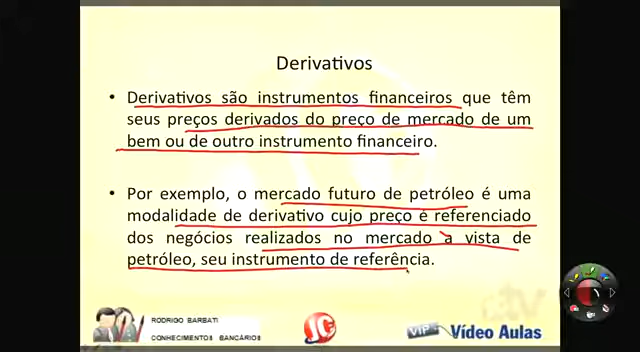 Derivativos
• Derivativos são instrumentos financeiros que têm
seus preços derivados do preço de mercado de um
bem ou de outro instrumento financeiro.
• Por exemplo, o mercado futuro de petróleo é uma
modalidade de derivativo cujo preço é referenciado
dos negócios realizados no mercado a vista de
petróleo, seu instrumento de referência.
RODRIGO BARBATI
CONHECIMENTOS BANCÁRIOS
VIP Vídeo Aulas